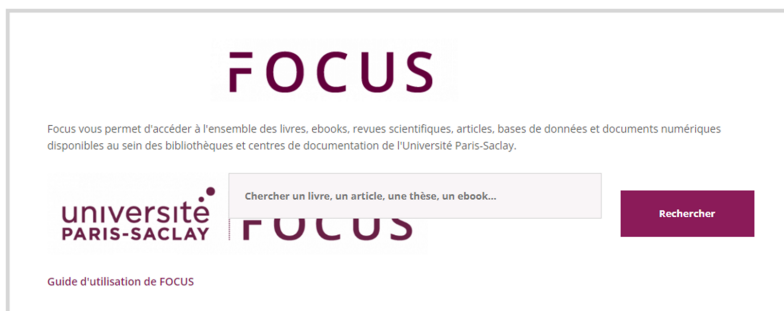 FOCUS
Focus vous permet d'accéder à l'ensemble des livres, ebooks, revues scientifiques, articles, bases de données et documents numériques
disponibles au sein des bibliothèques et centres de documentation de l'Université Paris-Saclay.
Chercher un livre, un article, une thèse, un ebook...
Rechercher
université
PARIS-SACLAY
FOCUS
Guide d'utilisation de FOCUS